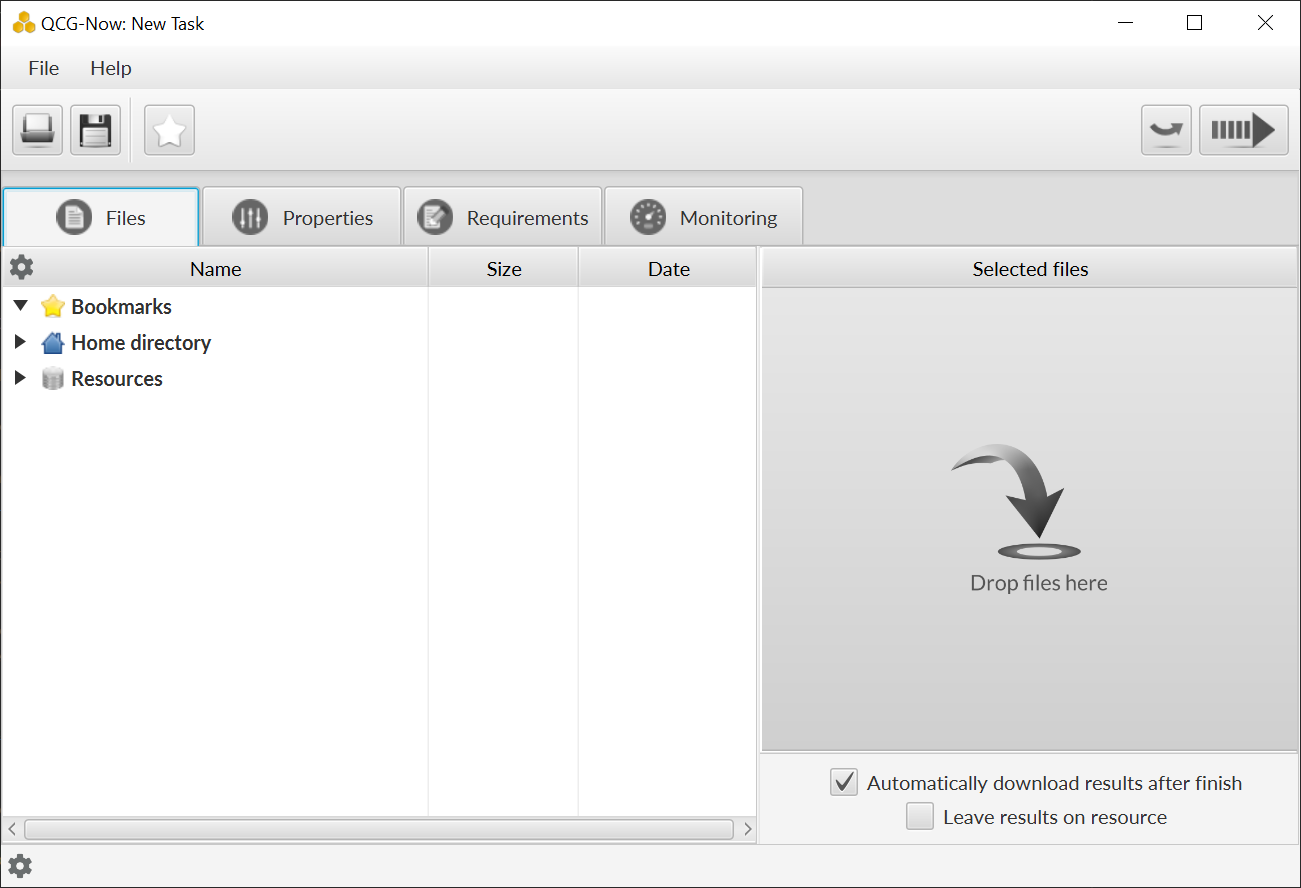 QCG-Now: New Task
File Help
Files Properties Requirements Monitoring
Name Size Date Selected files
Bookmarks
Home directory
Resources
Drop files here
Automatically download results after finish
Leave results on resource